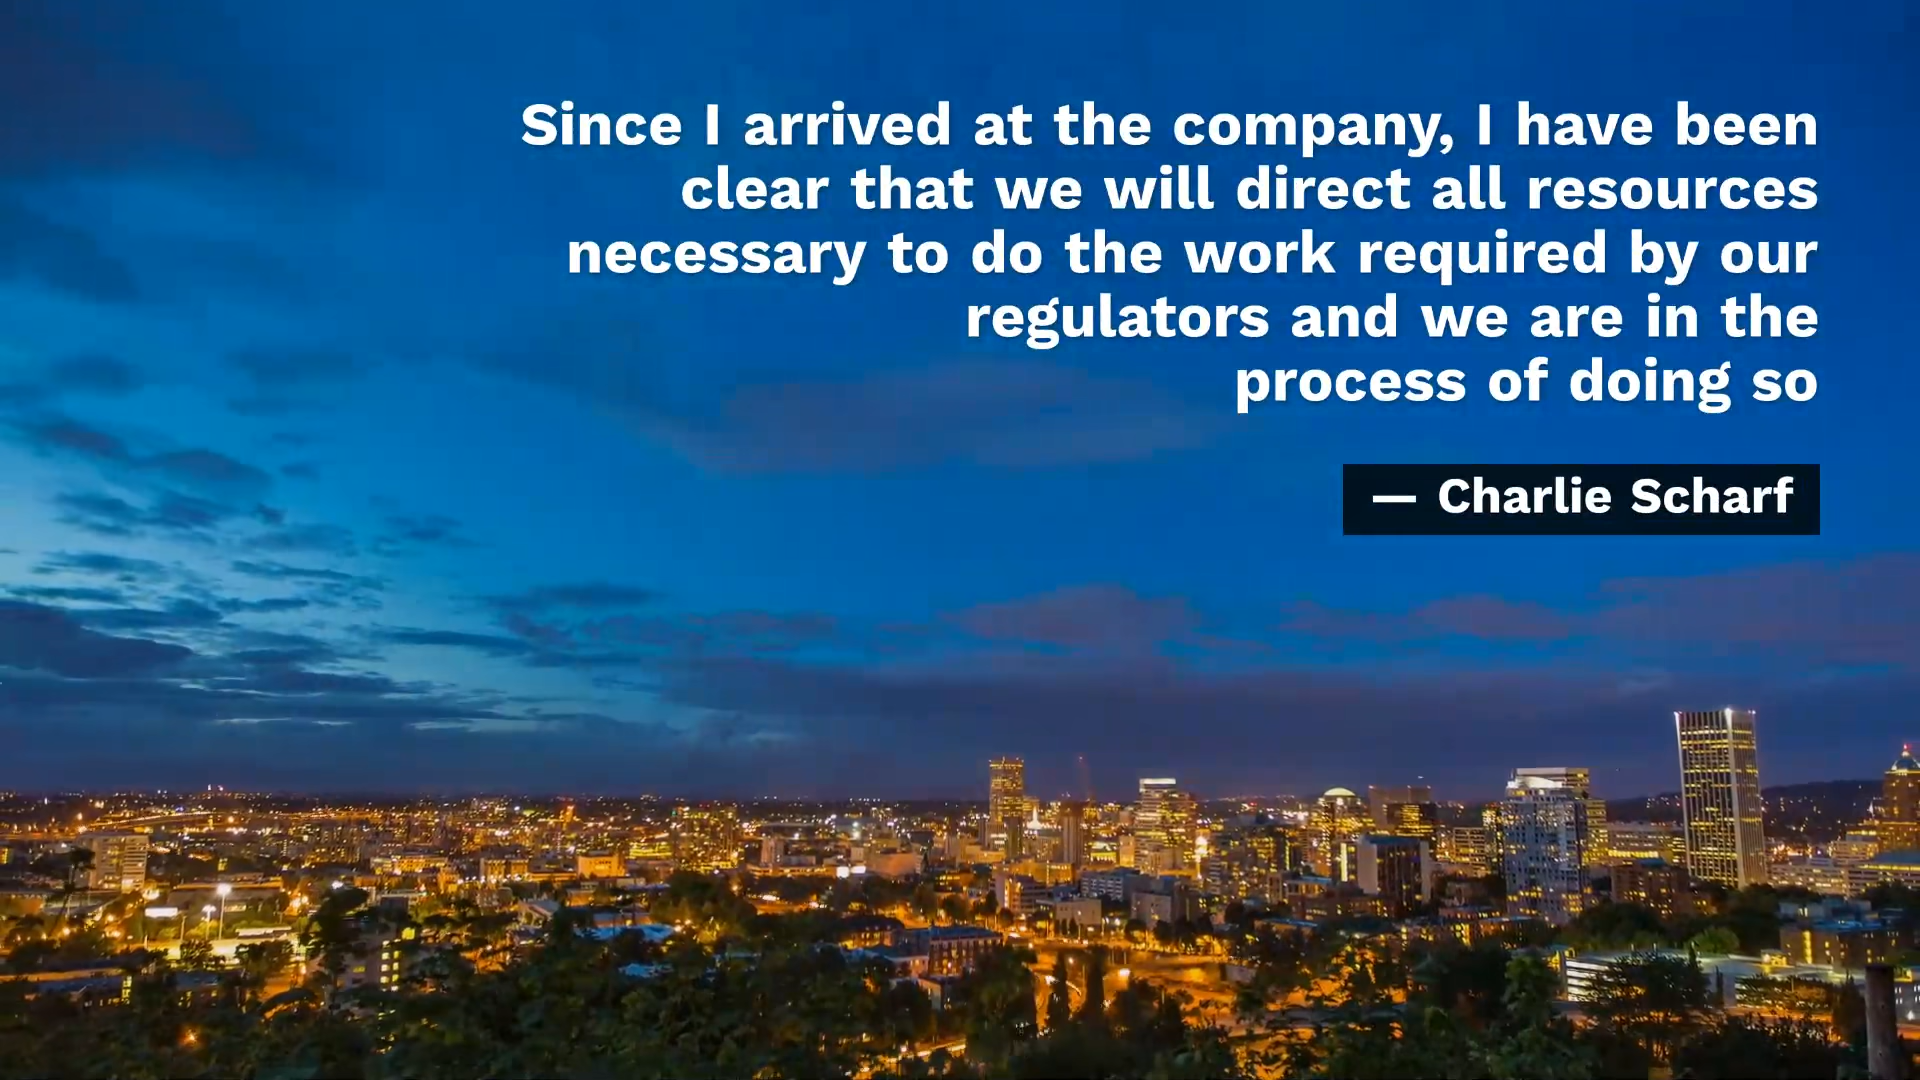 Since I arrived at the company, I have been
clear that we will direct all resources
necessary to do the work required by our
regulators and we are in the
process of doing so
— Charlie Scharf